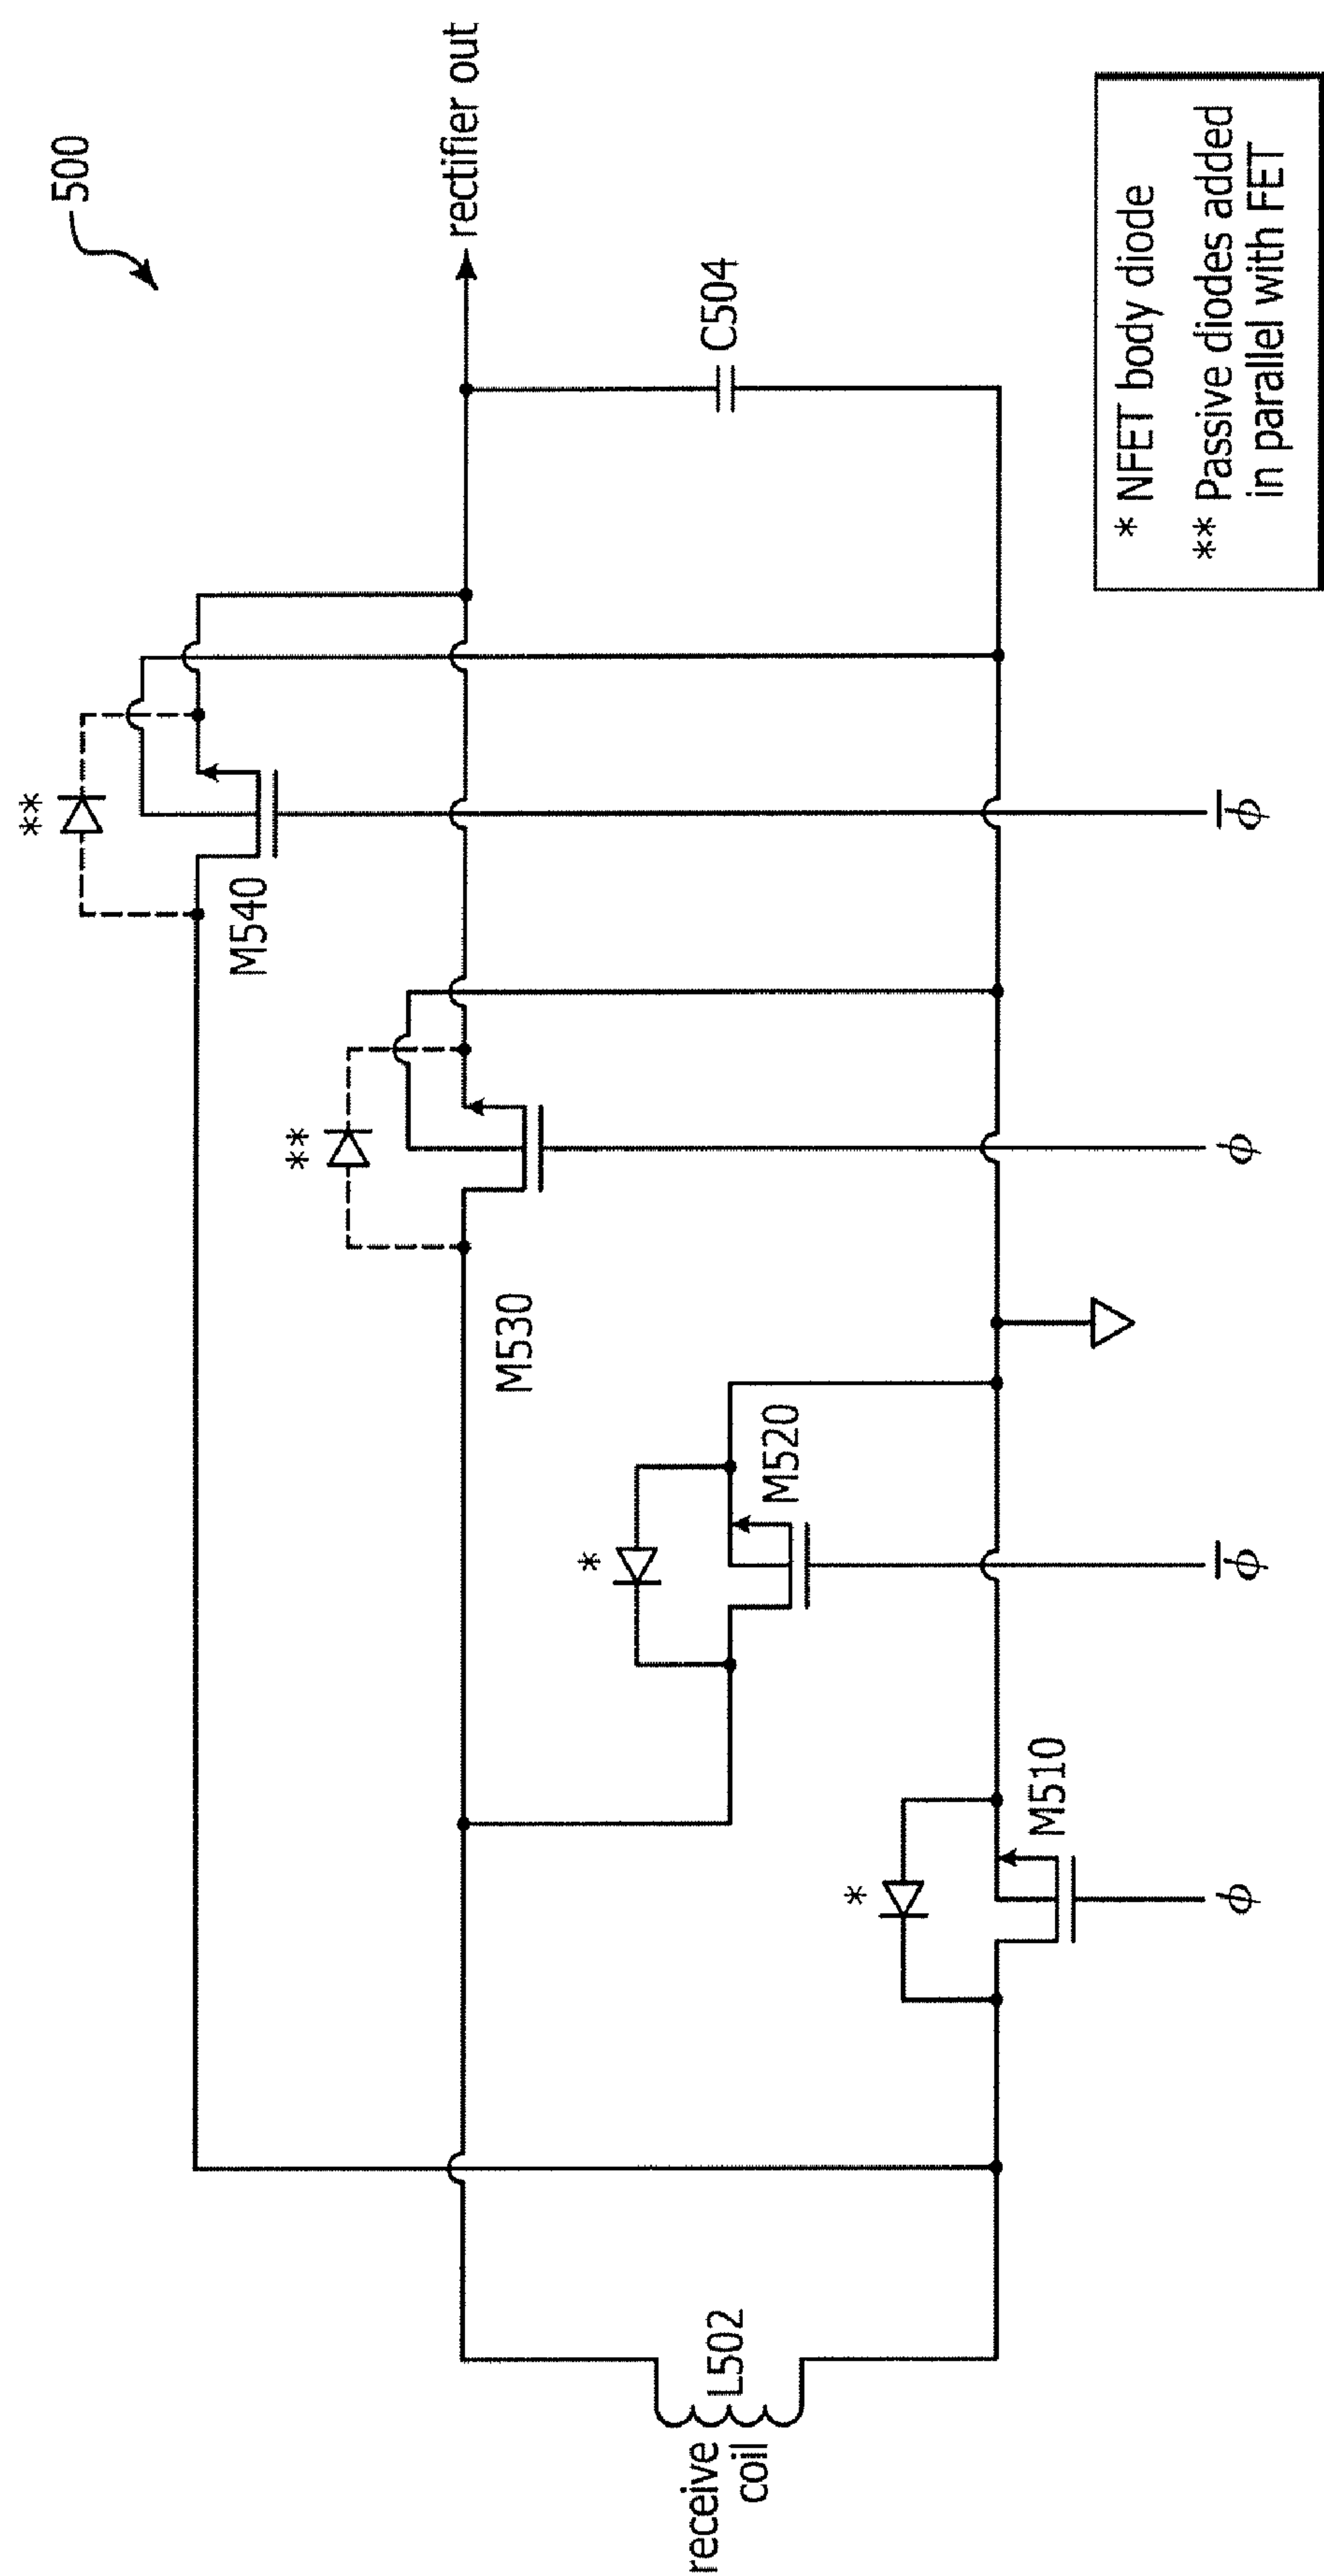 500
**
M540
rectifier out
**
M530
C504
*
M520
receive
coil
L502
*
M510
ϕ
ϕ̅
ϕ
ϕ̅
* NFET body diode
** Passive diodes added
in parallel with FET